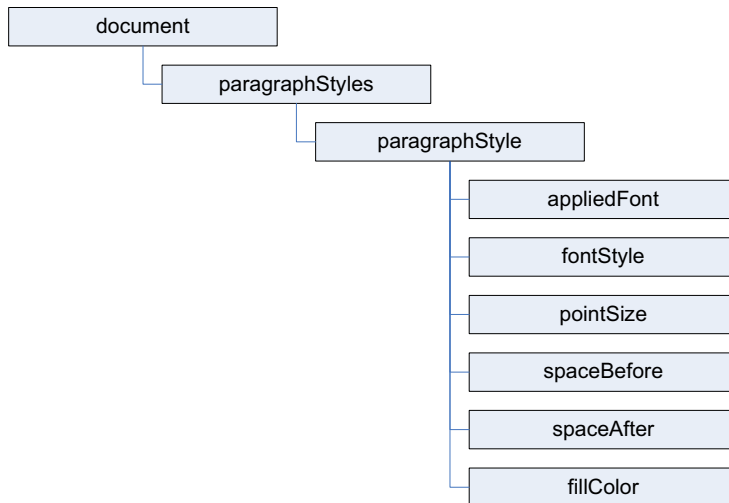 document
paragraphStyles
paragraphStyle
appliedFont
fontStyle
pointSize
spaceBefore
spaceAfter
fillColor